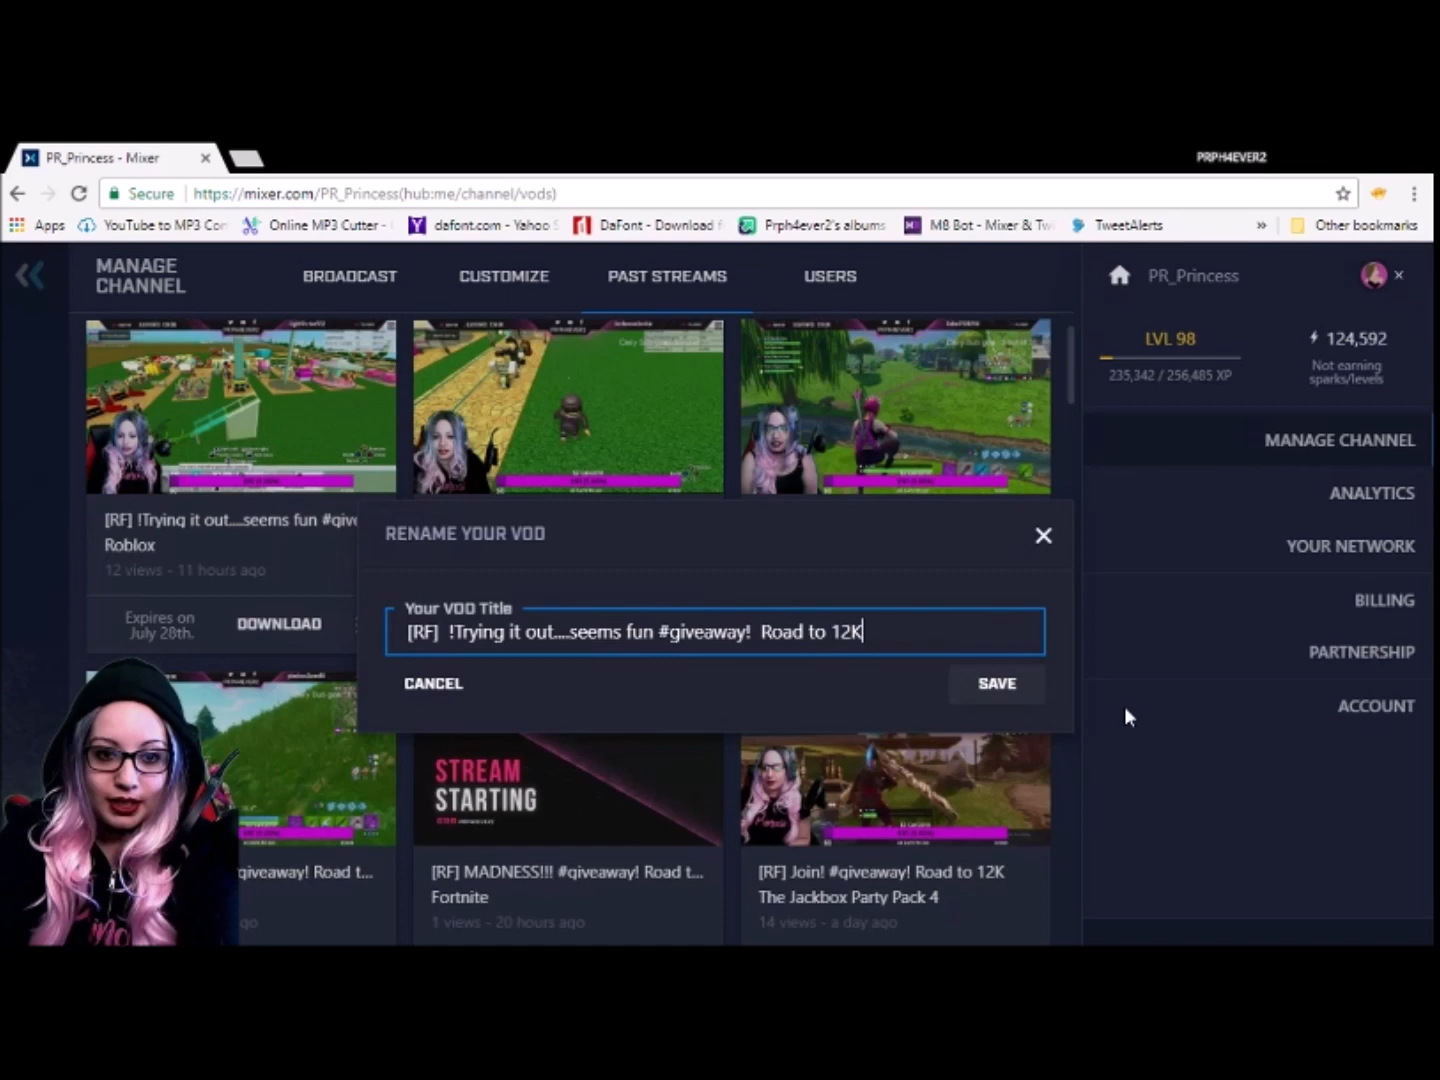 PR_Princess - Mixer
PRPH4EVER2
Secure https://mixer.com/PR_Princess(hub:me/channel/vods)
Apps YouTube to MP3 Con Online MP3 Cutter - dafont.com - Yahoo S DaFont - Download f Prph4ever2's albums M8 Bot - Mixer & Tw TweetAlerts » Other bookmarks
MANAGE
CHANNEL
BROADCAST CUSTOMIZE PAST STREAMS USERS
PR_Princess
LVL 98
235,342 / 256,485 XP
124,592
Not earning
sparks/levels
MANAGE CHANNEL
ANALYTICS
YOUR NETWORK
BILLING
PARTNERSHIP
ACCOUNT
[RF] !Trying it out....seems fun #give
Roblox
12 views - 11 hours ago
Expires on
July 28th.
DOWNLOAD
RENAME YOUR VOD
Your VOD Title
[RF]  !Trying it out....seems fun #giveaway!  Road to 12K
CANCEL SAVE
STREAM
STARTING
giveaway! Road t...
go
[RF] MADNESS!!! #giveaway! Road t...
Fortnite
1 views - 20 hours ago
[RF] Join! #giveaway! Road to 12K
The Jackbox Party Pack 4
14 views - a day ago